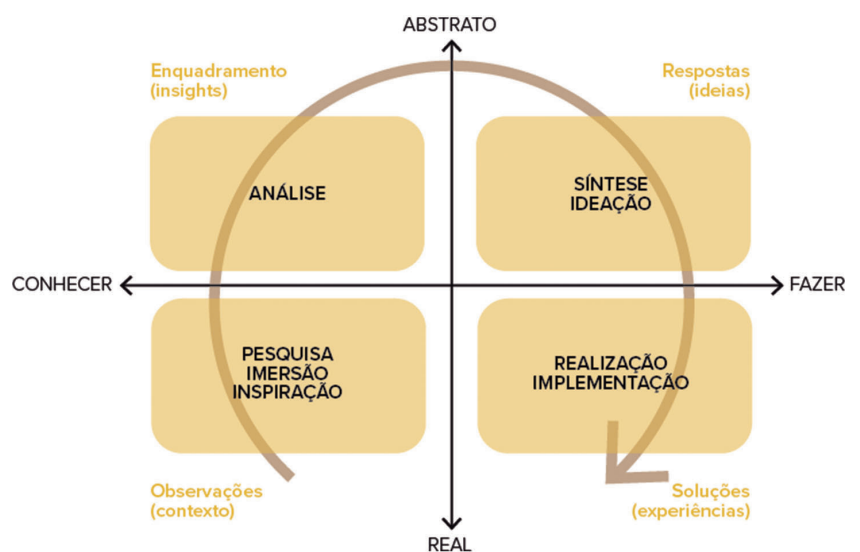 ABSTRATO
Enquadramento
(insights)
Respostas
(ideias)
ANÁLISE
SÍNTESE
IDEAÇÃO
CONHECER
FAZER
PESQUISA
IMERSÃO
INSPIRAÇÃO
REALIZAÇÃO
IMPLEMENTAÇÃO
Observações
(contexto)
Soluções
(experiências)
REAL